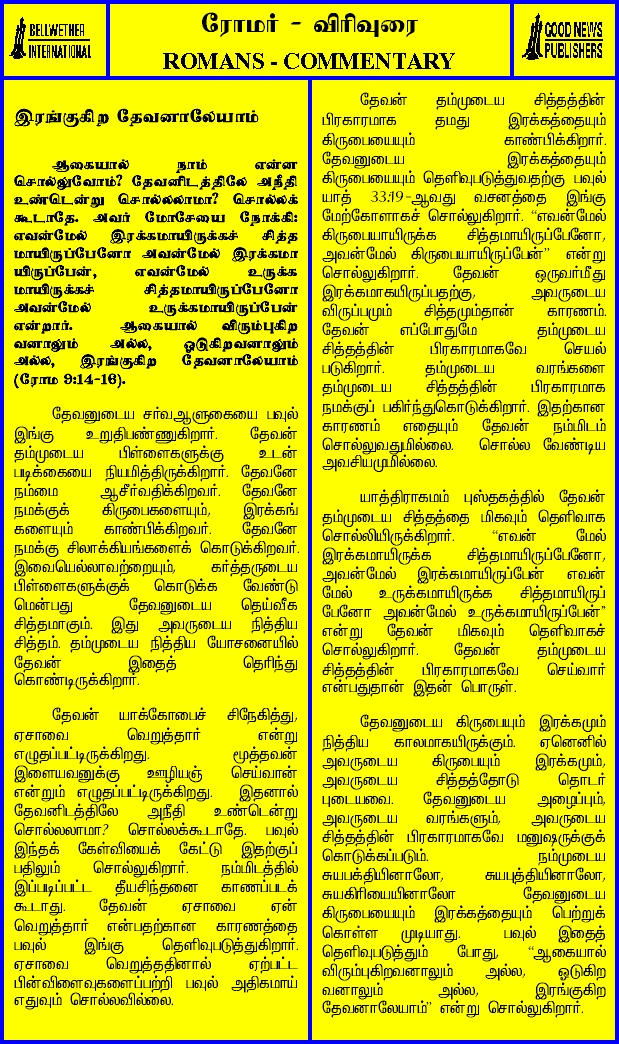 BELLWETHER
INTERNATIONAL
ரோமர் - விரிவுரை
ROMANS - COMMENTARY
GOOD NEWS
PUBLISHERS
இரங்குகிற தேவனாலேயாம்
ஆகையால் நாம் என்ன
சொல்லுவோம்? தேவனிடத்திலே அநீதி
உண்டென்று சொல்லலாமா? சொல்லக்
கூடாதே. அவர் மோசேயை நோக்கி:
எவன்மேல் இரக்கமாயிருக்கச் சித்த
மாயிருப்பேனோ அவன்மேல் இரக்கமா
யிருப்பேன், எவன்மேல் உருக்க
மாயிருக்கச் சித்தமாயிருப்பேனோ
அவன்மேல் உருக்கமாயிருப்பேன்
என்றார். ஆகையால் விரும்புகிற
வனாலும் அல்ல, ஓடுகிறவனாலும்
அல்ல, இரங்குகிற தேவனாலேயாம்
(ரோம 9:14-16).
தேவனுடைய சர்வஆளுகையை பவுல்
இங்கு உறுதிபண்ணுகிறார். தேவன்
தம்முடைய பிள்ளைகளுக்கு உடன்
படிக்கையை நியமித்திருக்கிறார். தேவனே
நம்மை ஆசீர்வதிக்கிறவர். தேவனே
நமக்குக் கிருபைகளையும், இரக்கங்
களையும் காண்பிக்கிறவர். தேவனே
நமக்கு சிலாக்கியங்களைக் கொடுக்கிறவர்.
இவையெல்லாவற்றையும், கர்த்தருடைய
பிள்ளைகளுக்குக் கொடுக்க வேண்டு
மென்பது தேவனுடைய தெய்வீக
சித்தமாகும். இது அவருடைய நித்திய
சித்தம். தம்முடைய நித்திய யோசனையில்
தேவன் இதைத் தெரிந்து
கொண்டிருக்கிறார்.
தேவன் யாக்கோபைச் சிநேகித்து,
ஏசாவை வெறுத்தார் என்று
எழுதப்பட்டிருக்கிறது. மூத்தவன்
இளையவனுக்கு ஊழியஞ் செய்வான்
என்றும் எழுதப்பட்டிருக்கிறது. இதனால்
தேவனிடத்திலே அநீதி உண்டென்று
சொல்லலாமா? சொல்லக்கூடாதே. பவுல்
இந்தக் கேள்வியைக் கேட்டு இதற்குப்
பதிலும் சொல்லுகிறார். நம்மிடத்தில்
இப்படிப்பட்ட தீயசிந்தனை காணப்படக்
கூடாது. தேவன் ஏசாவை ஏன்
வெறுத்தார் என்பதற்கான காரணத்தை
பவுல் இங்கு தெளிவுபடுத்துகிறார்.
ஏசாவை வெறுத்ததினால் ஏற்பட்ட
பின்விளைவுகளைப்பற்றி பவுல் அதிகமாய்
எதுவும் சொல்லவில்லை.
தேவன் தம்முடைய சித்தத்தின்
பிரகாரமாக தமது இரக்கத்தையும்
கிருபையையும் காண்பிக்கிறார்.
தேவனுடைய இரக்கத்தையும்
கிருபையையும் தெளிவுபடுத்துவதற்கு பவுல்
யாத் 33:19-ஆவது வசனத்தை இங்கு
மேற்கோளாகச் சொல்லுகிறார். “எவன்மேல்
கிருபையாயிருக்க சித்தமாயிருப்பேனோ,
அவன்மேல் கிருபையாயிருப்பேன்” என்று
சொல்லுகிறார். தேவன் ஒருவர்மீது
இரக்கமாகயிருப்பதற்கு, அவருடைய
விருப்பமும் சித்தமும்தான் காரணம்.
தேவன் எப்போதுமே தம்முடைய
சித்தத்தின் பிரகாரமாகவே செயல்
படுகிறார். தம்முடைய வரங்களை
தம்முடைய சித்தத்தின் பிரகாரமாக
நமக்குப் பகிர்ந்துகொடுக்கிறார். இதற்கான
காரணம் எதையும் தேவன் நம்மிடம்
சொல்லுவதுமில்லை. சொல்ல வேண்டிய
அவசியமுமில்லை.
யாத்திராகமம் புஸ்தகத்தில் தேவன்
தம்முடைய சித்தத்தை மிகவும் தெளிவாக
சொல்லியிருக்கிறார். “எவன் மேல்
இரக்கமாயிருக்க சித்தமாயிருப்பேனோ,
அவன்மேல் இரக்கமாயிருப்பேன் எவன்
மேல் உருக்கமாயிருக்க சித்தமாயிருப்
பேனோ அவன்மேல் உருக்கமாயிருப்பேன்”
என்று தேவன் மிகவும் தெளிவாகச்
சொல்லுகிறார். தேவன் தம்முடைய
சித்தத்தின் பிரகாரமாகவே செய்வார்
என்பதுதான் இதன் பொருள்.
தேவனுடைய கிருபையும் இரக்கமும்
நித்திய காலமாகயிருக்கும். ஏனெனில்
அவருடைய கிருபையும் இரக்கமும்,
அவருடைய சித்தத்தோடு தொடர்
புடையவை. தேவனுடைய அழைப்பும்,
அவருடைய வரங்களும், அவருடைய
சித்தத்தின் பிரகாரமாகவே மனுஷருக்குக்
கொடுக்கப்படும். நம்முடைய
சுயபக்தியினாலோ, சுயபுத்தியினாலோ,
சுயகிரியையினாலோ தேவனுடைய
கிருபையையும் இரக்கத்தையும் பெற்றுக்
கொள்ள முடியாது. பவுல் இதைத்
தெளிவுபடுத்தும் போது, “ஆகையால்
விரும்புகிறவனாலும் அல்ல, ஓடுகிற
வனாலும் அல்ல, இரங்குகிற
தேவனாலேயாம்” என்று சொல்லுகிறார்.